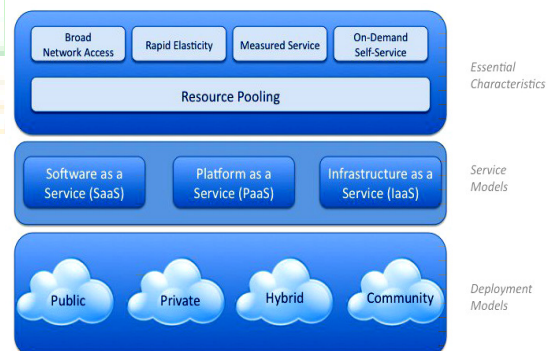 Broad
Network Access
Rapid Elasticity
Measured Service
On-Demand
Self-Service
Resource Pooling
Essential
Characteristics
Software as a
Service (SaaS)
Platform as a
Service (PaaS)
Infrastructure as a
Service (IaaS)
Service
Models
Public
Private
Hybrid
Community
Deployment
Models